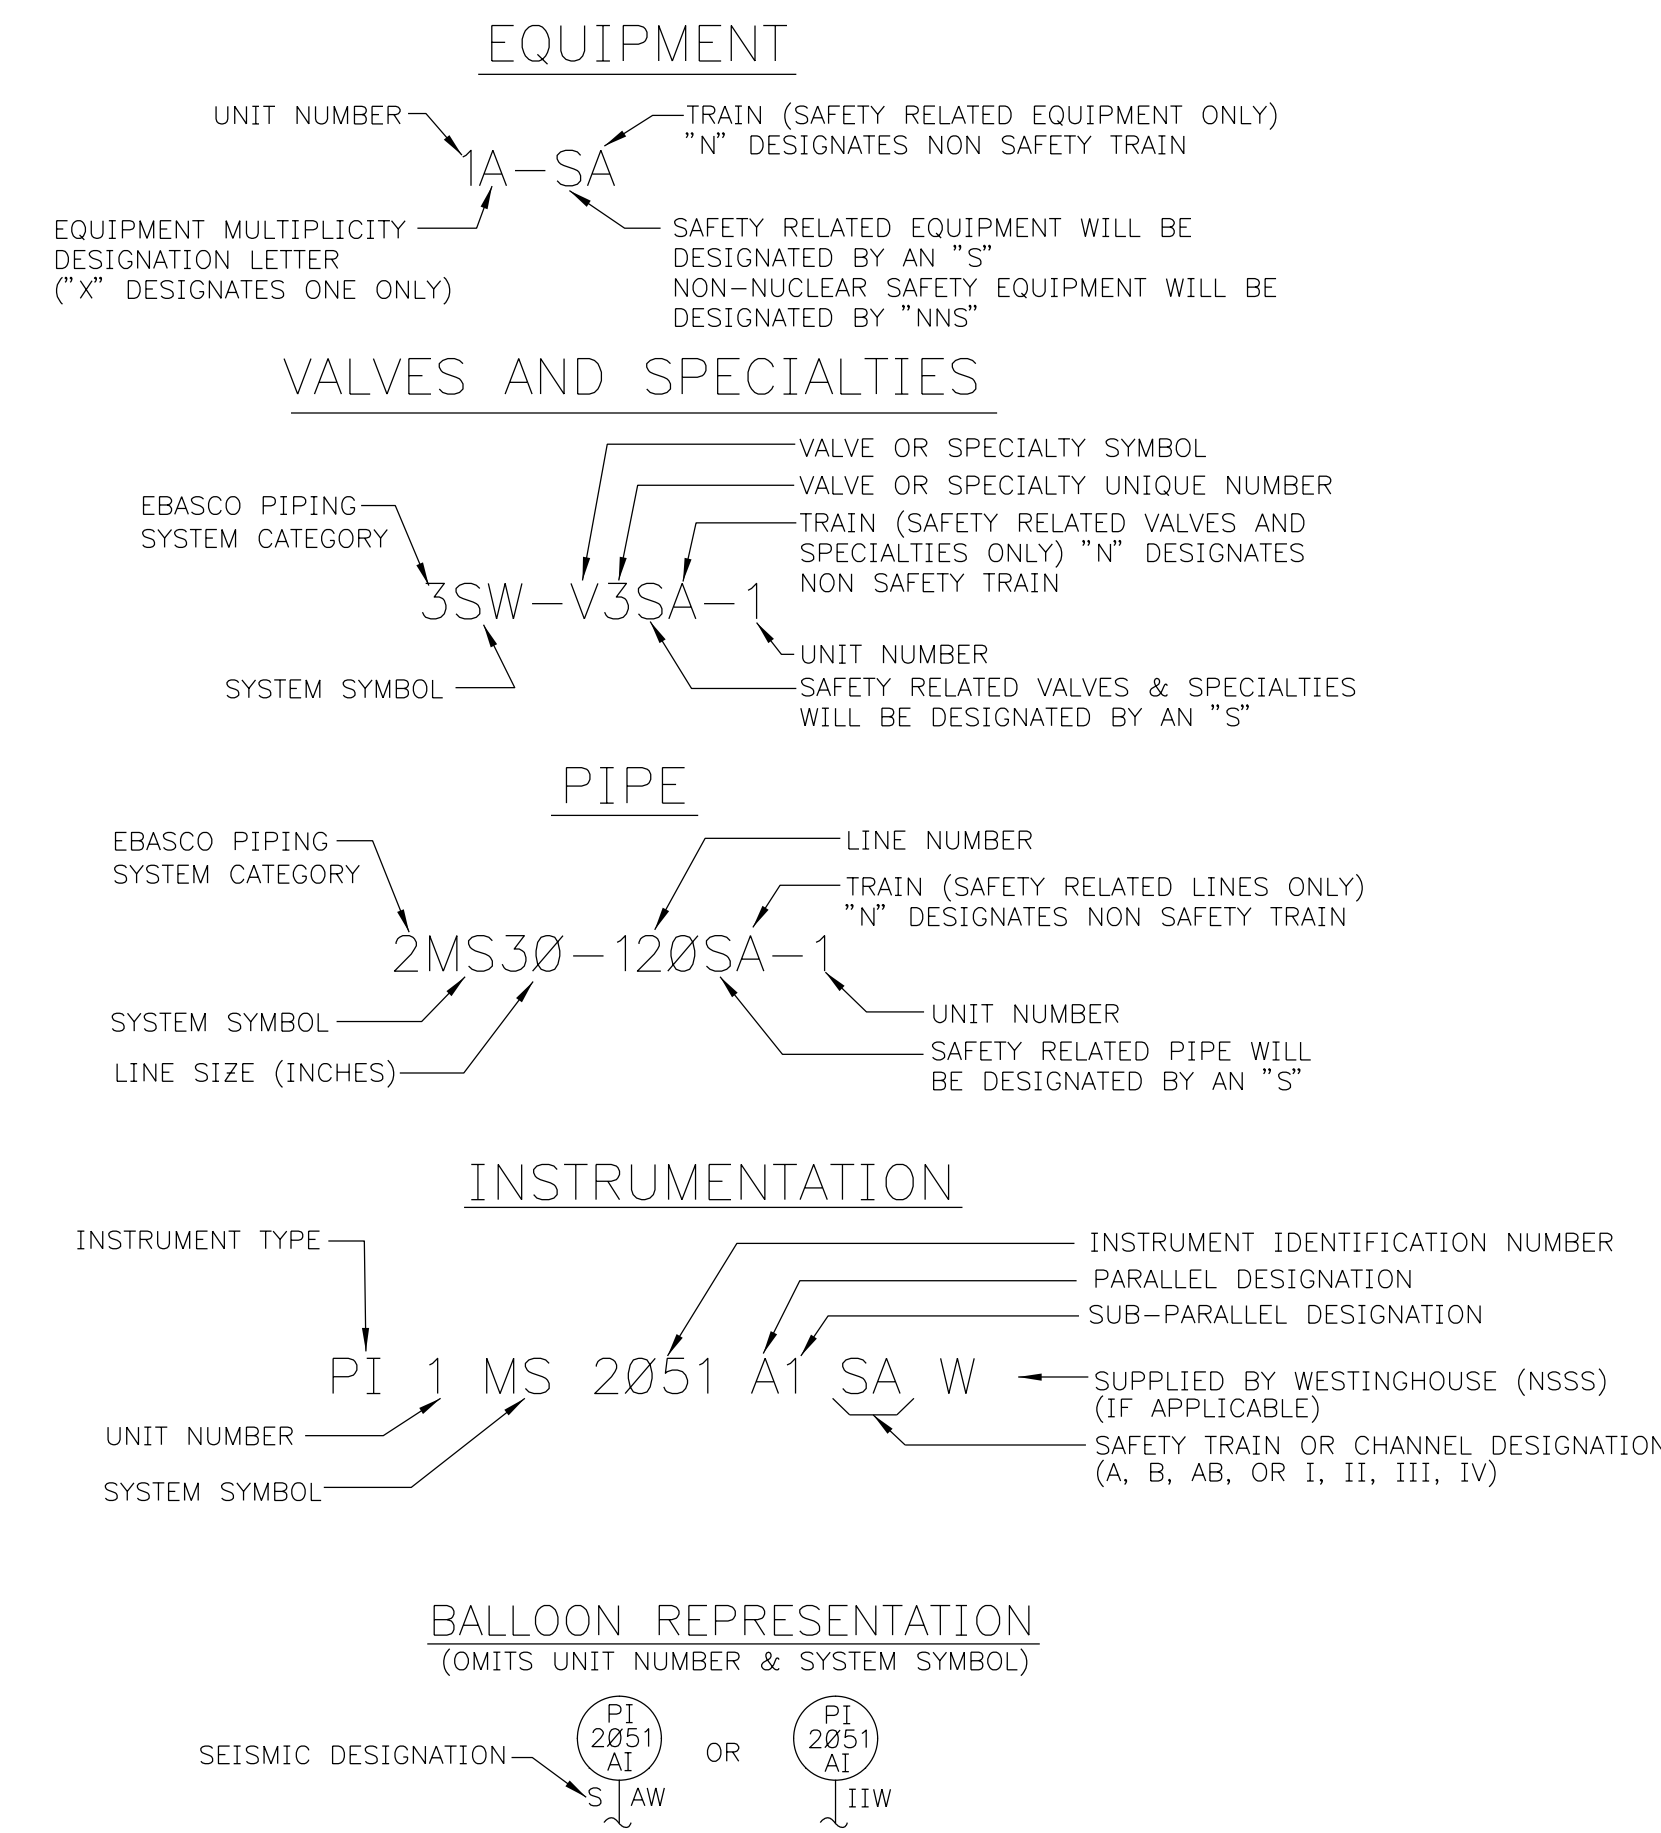 EQUIPMENT
UNIT NUMBER
TRAIN (SAFETY RELATED EQUIPMENT ONLY)
"N" DESIGNATES NON SAFETY TRAIN
1A-SA
EQUIPMENT MULTIPLICITY
DESIGNATION LETTER
("X" DESIGNATES ONE ONLY)
SAFETY RELATED EQUIPMENT WILL BE
DESIGNATED BY AN "S"
NON-NUCLEAR SAFETY EQUIPMENT WILL BE
DESIGNATED BY "NNS"
VALVES AND SPECIALTIES
VALVE OR SPECIALTY SYMBOL
VALVE OR SPECIALTY UNIQUE NUMBER
EBASCO PIPING
SYSTEM CATEGORY
TRAIN (SAFETY RELATED VALVES AND
SPECIALTIES ONLY) "N" DESIGNATES
NON SAFETY TRAIN
3SW-V3SA-1
UNIT NUMBER
SYSTEM SYMBOL
SAFETY RELATED VALVES & SPECIALTIES
WILL BE DESIGNATED BY AN "S"
PIPE
EBASCO PIPING
SYSTEM CATEGORY
LINE NUMBER
TRAIN (SAFETY RELATED LINES ONLY)
"N" DESIGNATES NON SAFETY TRAIN
2MS3Ø-12ØSA-1
SYSTEM SYMBOL
LINE SIZE (INCHES)
UNIT NUMBER
SAFETY RELATED PIPE WILL
BE DESIGNATED BY AN "S"
INSTRUMENTATION
INSTRUMENT TYPE
INSTRUMENT IDENTIFICATION NUMBER
PARALLEL DESIGNATION
SUB-PARALLEL DESIGNATION
PI 1 MS 2Ø51 A1 SA W
SUPPLIED BY WESTINGHOUSE (NSSS)
(IF APPLICABLE)
UNIT NUMBER
SAFETY TRAIN OR CHANNEL DESIGNATION
(A, B, AB, OR I, II, III, IV)
SYSTEM SYMBOL
BALLOON REPRESENTATION
(OMITS UNIT NUMBER & SYSTEM SYMBOL)
PI
2Ø51
AI
SEISMIC DESIGNATION
S AW
OR
PI
2Ø51
AI
IIW